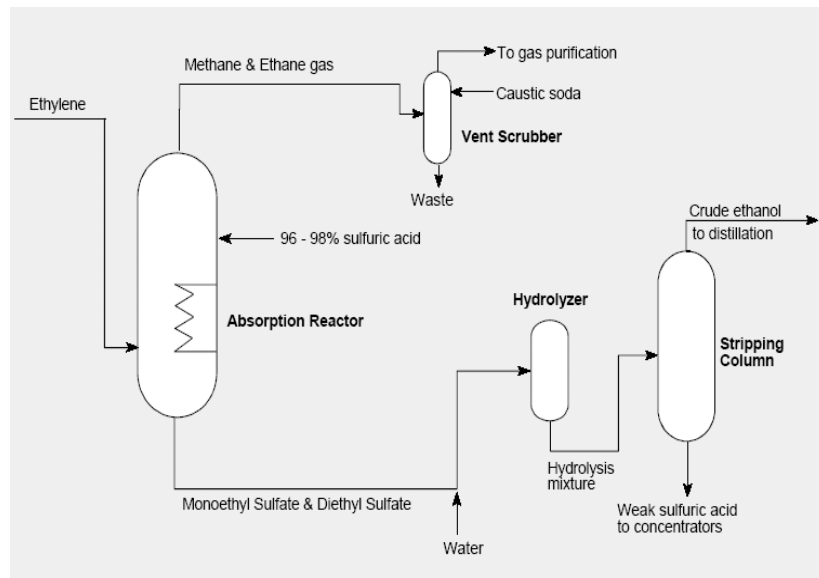 To gas purification
Methane & Ethane gas
Caustic soda
Ethylene
Vent Scrubber
Waste
Crude ethanol
to distillation
96 - 98% sulfuric acid
Hydrolyzer
Absorption Reactor
Stripping
Column
Hydrolysis
mixture
Monoethyl Sulfate & Diethyl Sulfate
Weak sulfuric acid
to concentrators
Water